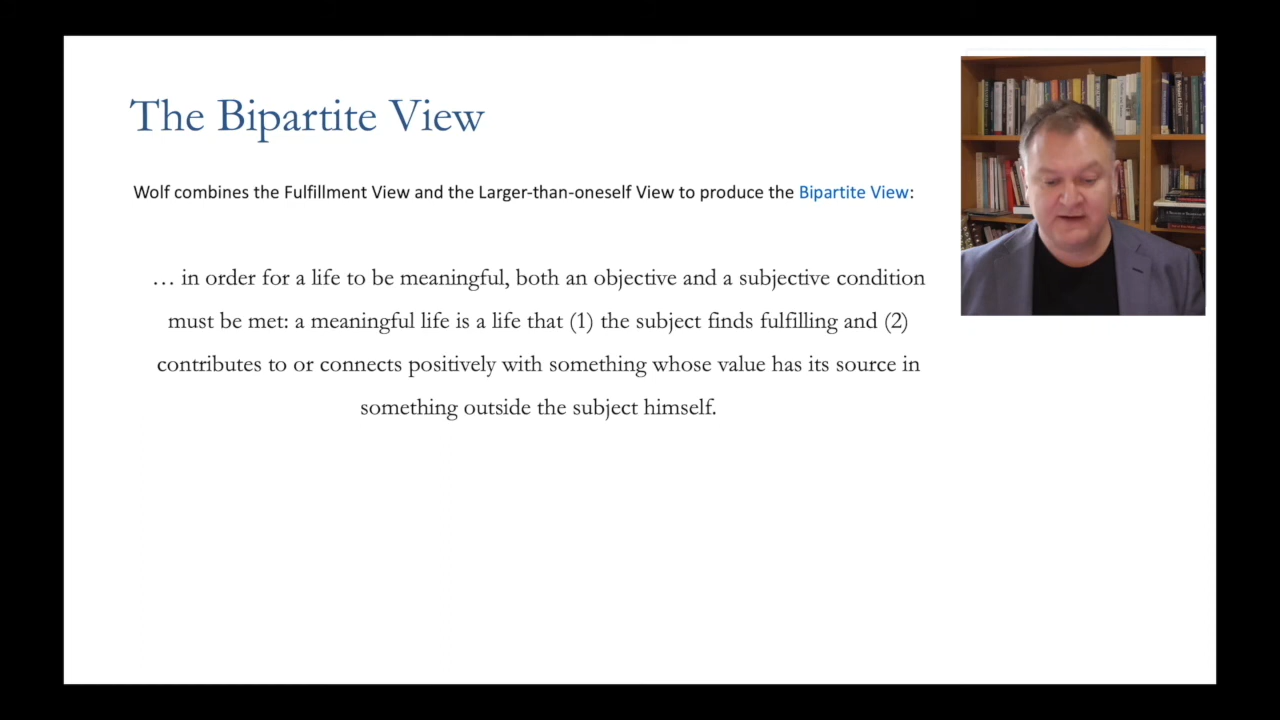 The Bipartite View
Wolf combines the Fulfillment View and the Larger-than-oneself View to produce the Bipartite View:
… in order for a life to be meaningful, both an objective and a subjective condition
must be met: a meaningful life is a life that (1) the subject finds fulfilling and (2)
contributes to or connects positively with something whose value has its source in
something outside the subject himself.